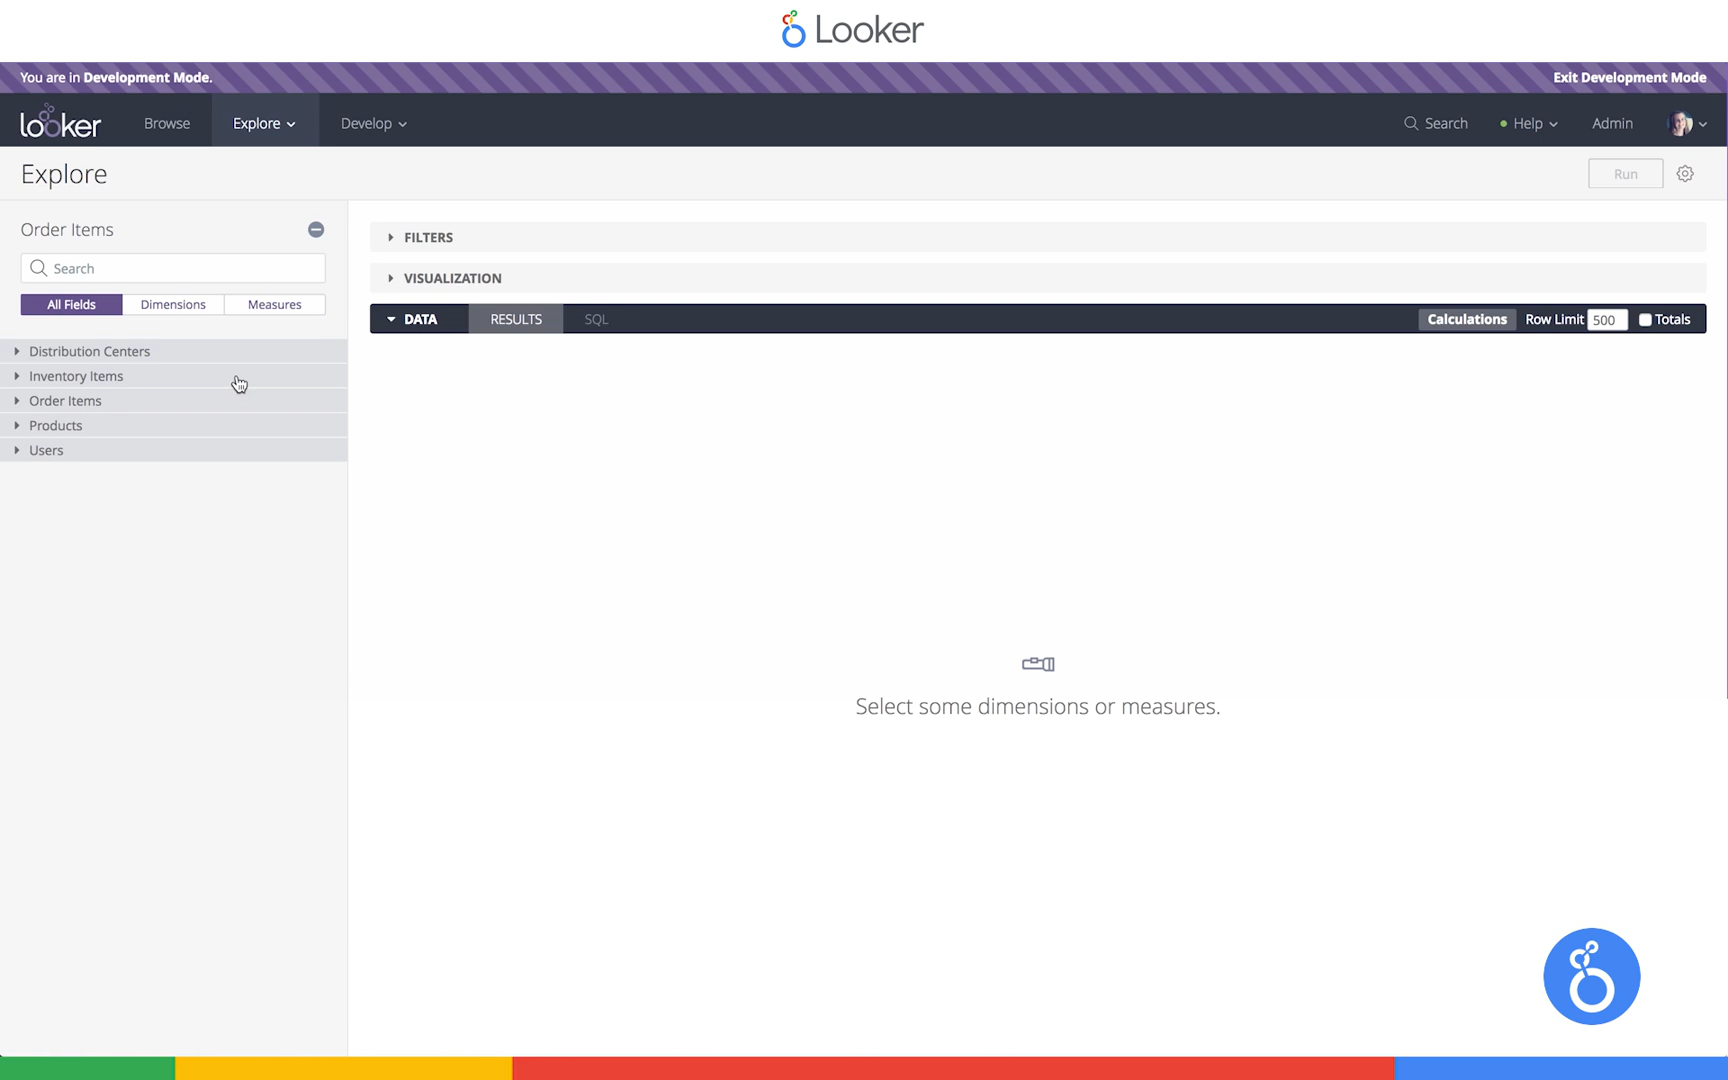 Looker
You are in Development Mode.
Exit Development Mode
looker
Browse
Explore
Develop
Search
Help
Admin
Explore
Run
Order Items
Search
All Fields
Dimensions
Measures
Distribution Centers
Inventory Items
Order Items
Products
Users
FILTERS
VISUALIZATION
DATA
RESULTS
SQL
Calculations
Row Limit 500
Totals
Select some dimensions or measures.